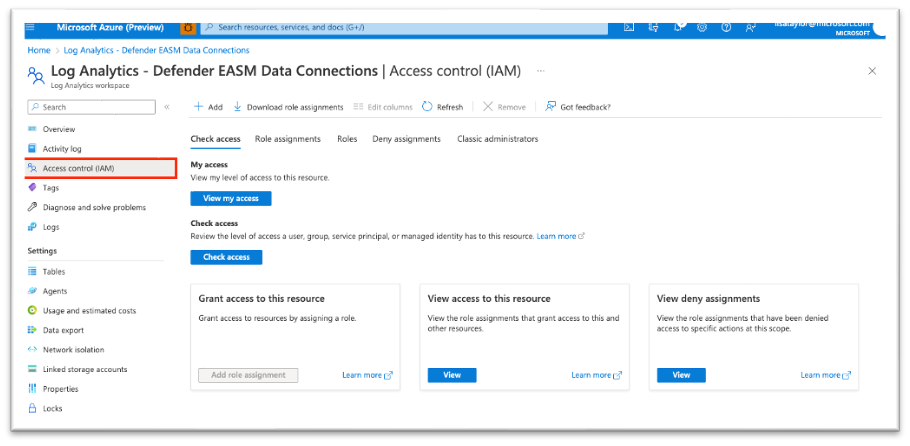 Microsoft Azure (Preview)
Search resources, services, and docs (G+/)
MICROSOFT
Home > Log Analytics - Defender EASM Data Connections
Log Analytics - Defender EASM Data Connections | Access control (IAM) ...
Log Analytics workspace
Search
Add
Download role assignments
Edit columns
Refresh
Remove
Got feedback?
Overview
Activity log
Access control (IAM)
Tags
Diagnose and solve problems
Logs
Settings
Tables
Agents
Usage and estimated costs
Data export
Network isolation
Linked storage accounts
Properties
Locks
Check access
Role assignments
Roles
Deny assignments
Classic administrators
My access
View my level of access to this resource.
View my access
Check access
Review the level of access a user, group, service principal, or managed identity has to this resource. Learn more
Check access
Grant access to this resource
Grant access to resources by assigning a role.
Add role assignment
Learn more
View access to this resource
View the role assignments that grant access to this and
other resources.
View
Learn more
View deny assignments
View the role assignments that have been denied
access to specific actions at this scope.
View
Learn more